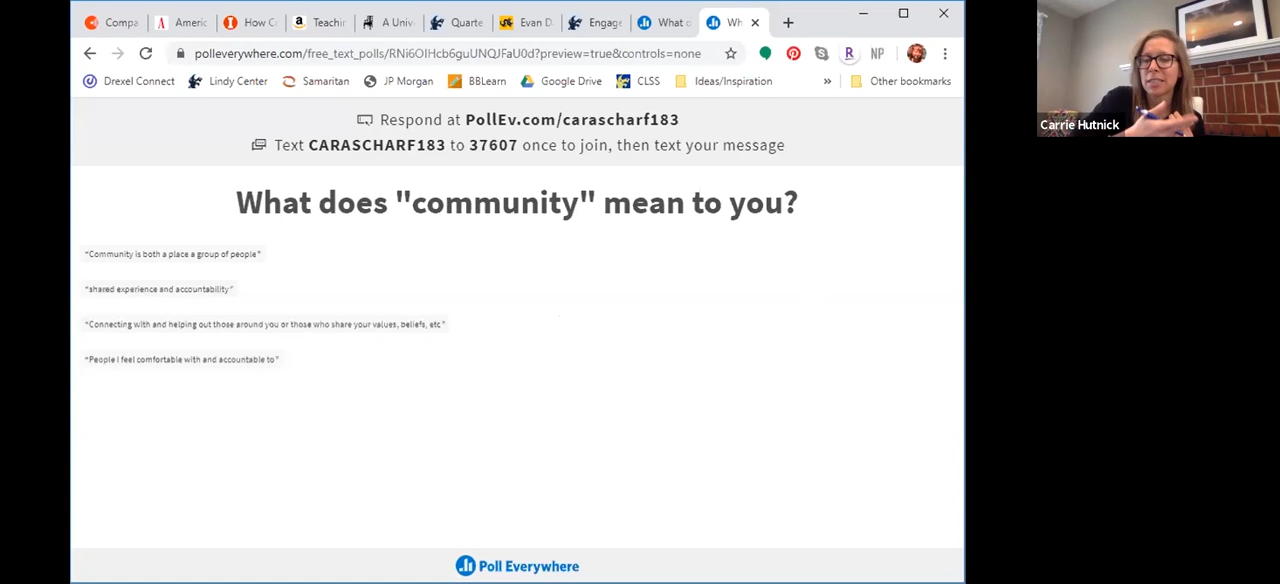 Compa
Americ
How C
Teachin
A Univ
Quarte
Evan D
Engage
What o
Wh
polleverywhere.com/free_text_polls/RNi6OIHcb6guUNQJFaU0d?preview=true&controls=none
R
NP
Drexel Connect
Lindy Center
Samaritan
JP Morgan
BBLearn
Google Drive
CLSS
Ideas/Inspiration
»
Other bookmarks
Respond at PollEv.com/carascharf183
Text CARASCHARF183 to 37607 once to join, then text your message
What does "community" mean to you?
"Community is both a place a group of people"
"shared experience and accountability"
"Connecting with and helping out those around you or those who share your values, beliefs, etc"
"People I feel comfortable with and accountable to"
Poll Everywhere
Carrie Hutnick